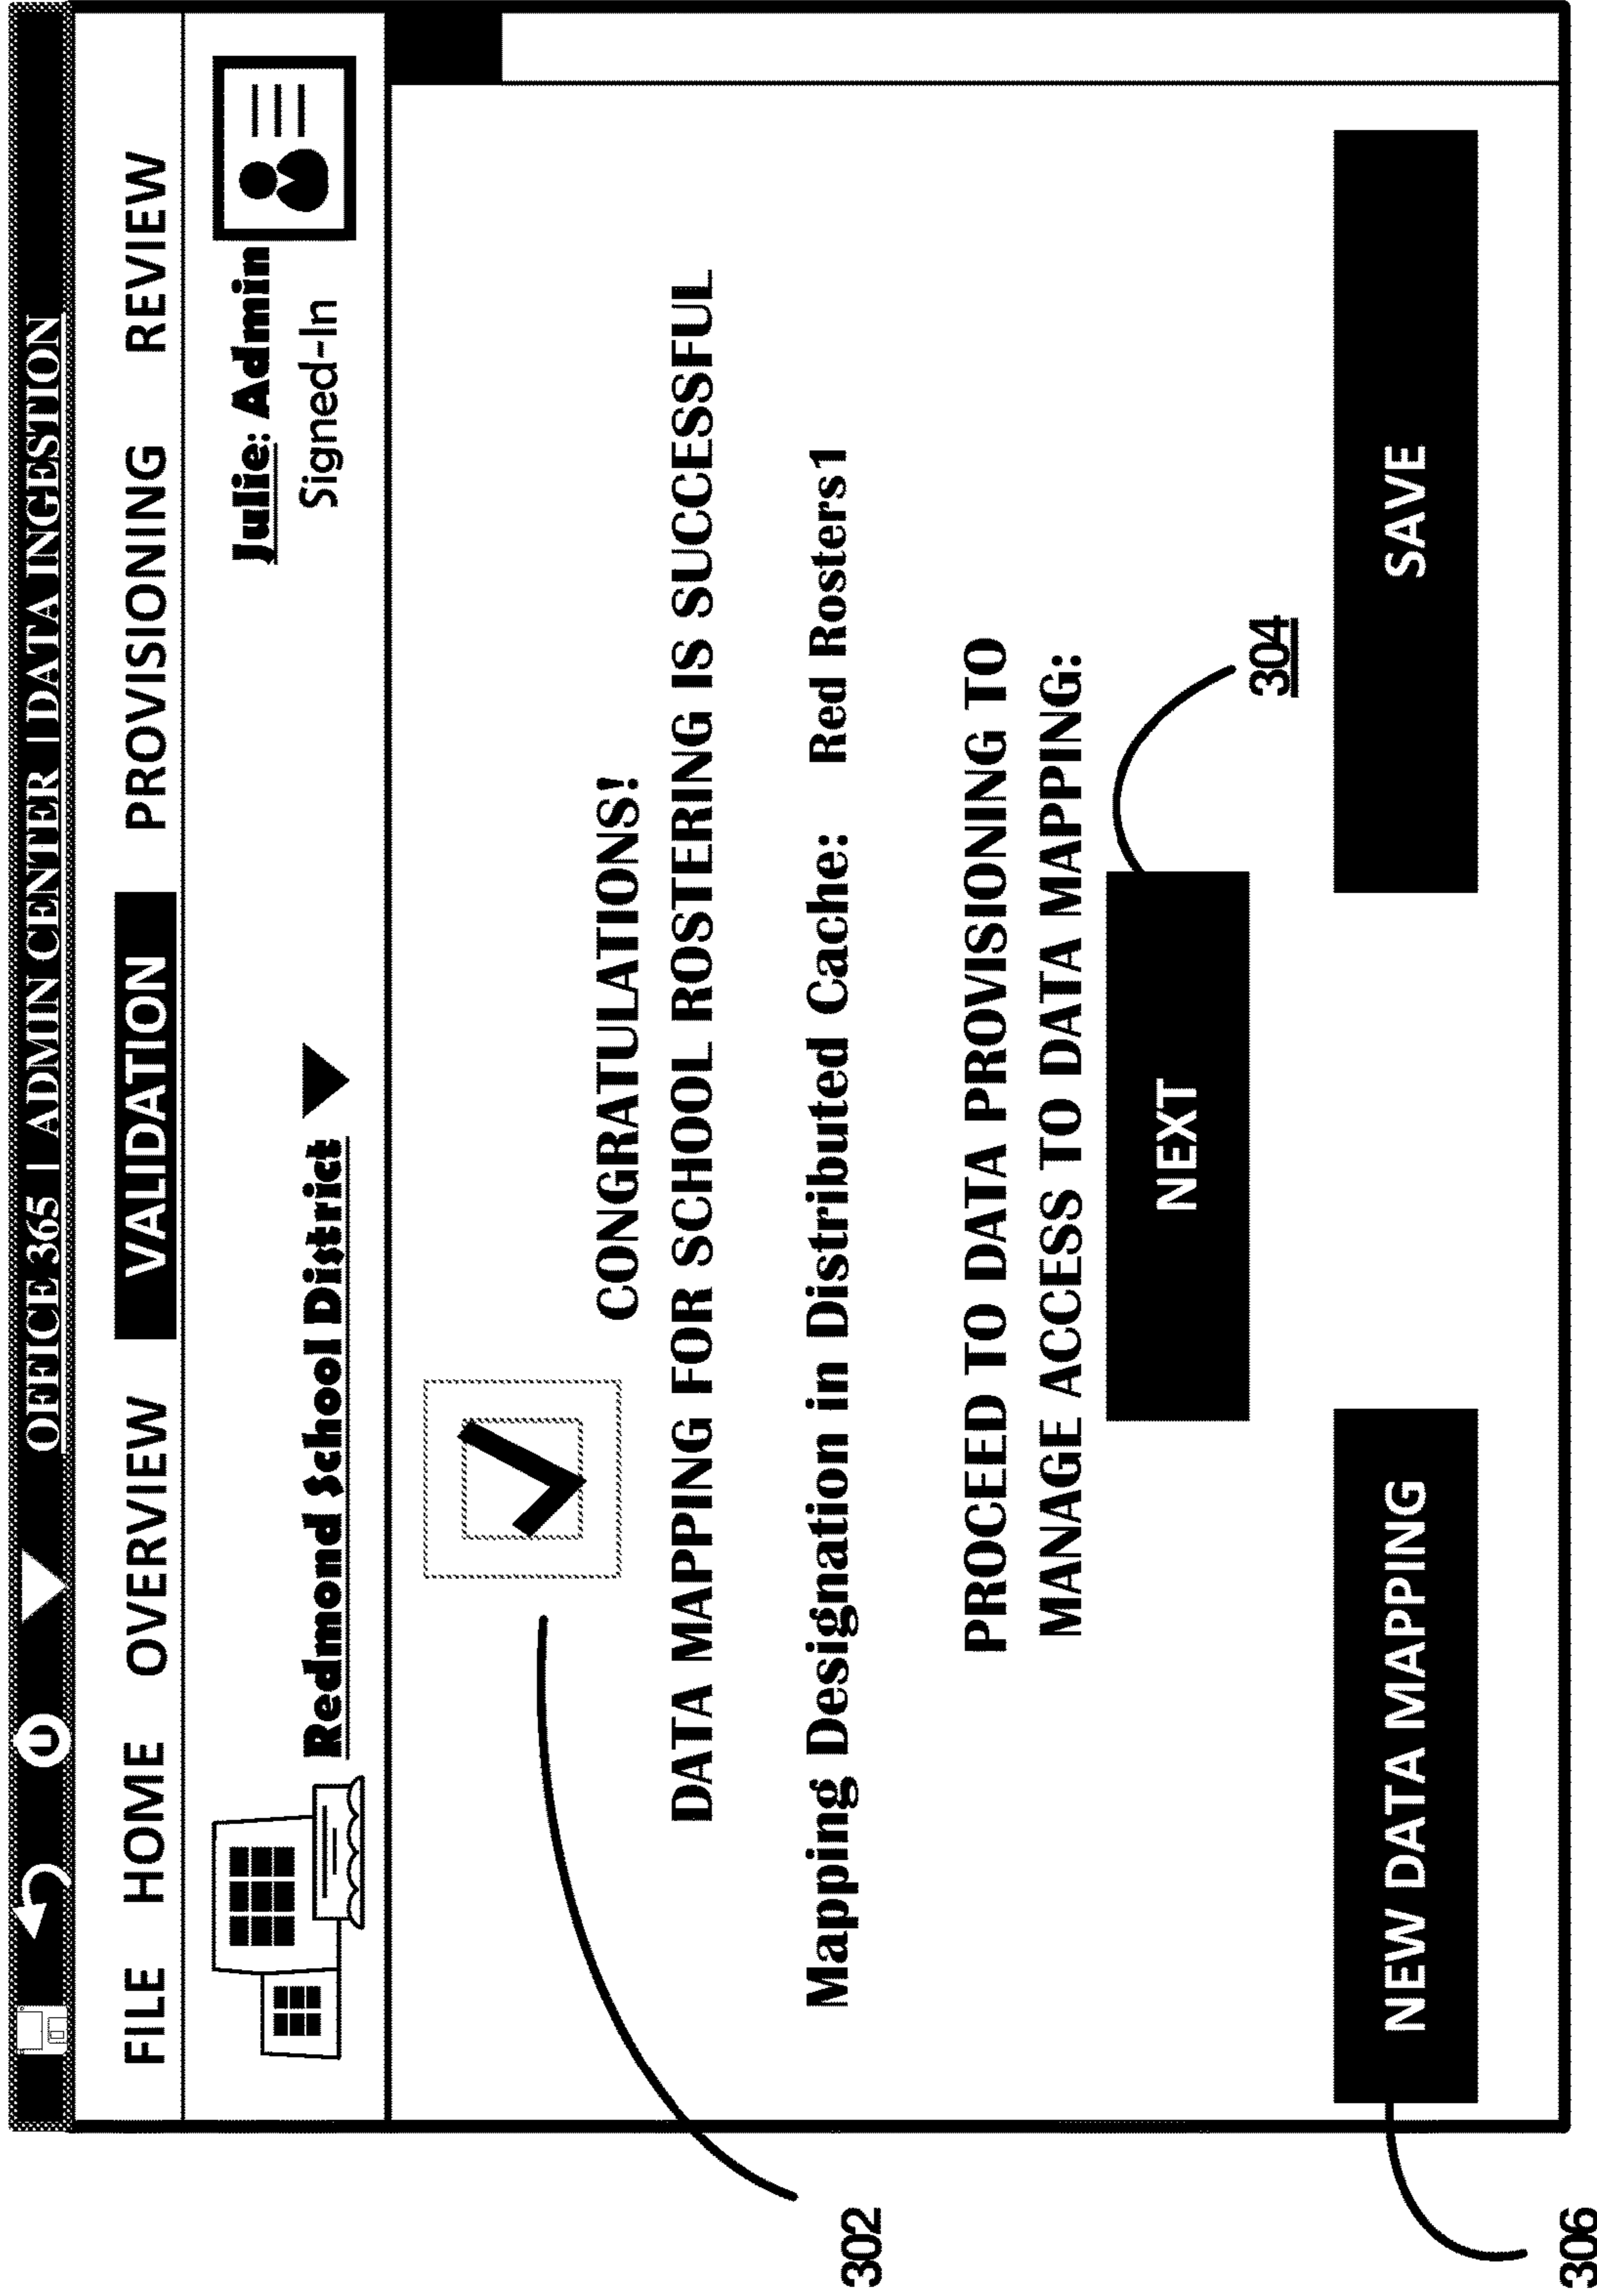 OFFICE 365 | ADMIN CENTER | DATA INGESTION
FILE HOME OVERVIEW VALIDATION PROVISIONING REVIEW
Redmond School District
Julie: Admin
Signed-In
CONGRATULATIONS!
DATA MAPPING FOR SCHOOL ROSTERING IS SUCCESSFUL
Mapping Designation in Distributed Cache: Red Rosters1
PROCEED TO DATA PROVISIONING TO
MANAGE ACCESS TO DATA MAPPING:
NEXT
NEW DATA MAPPING
SAVE
302
304
306